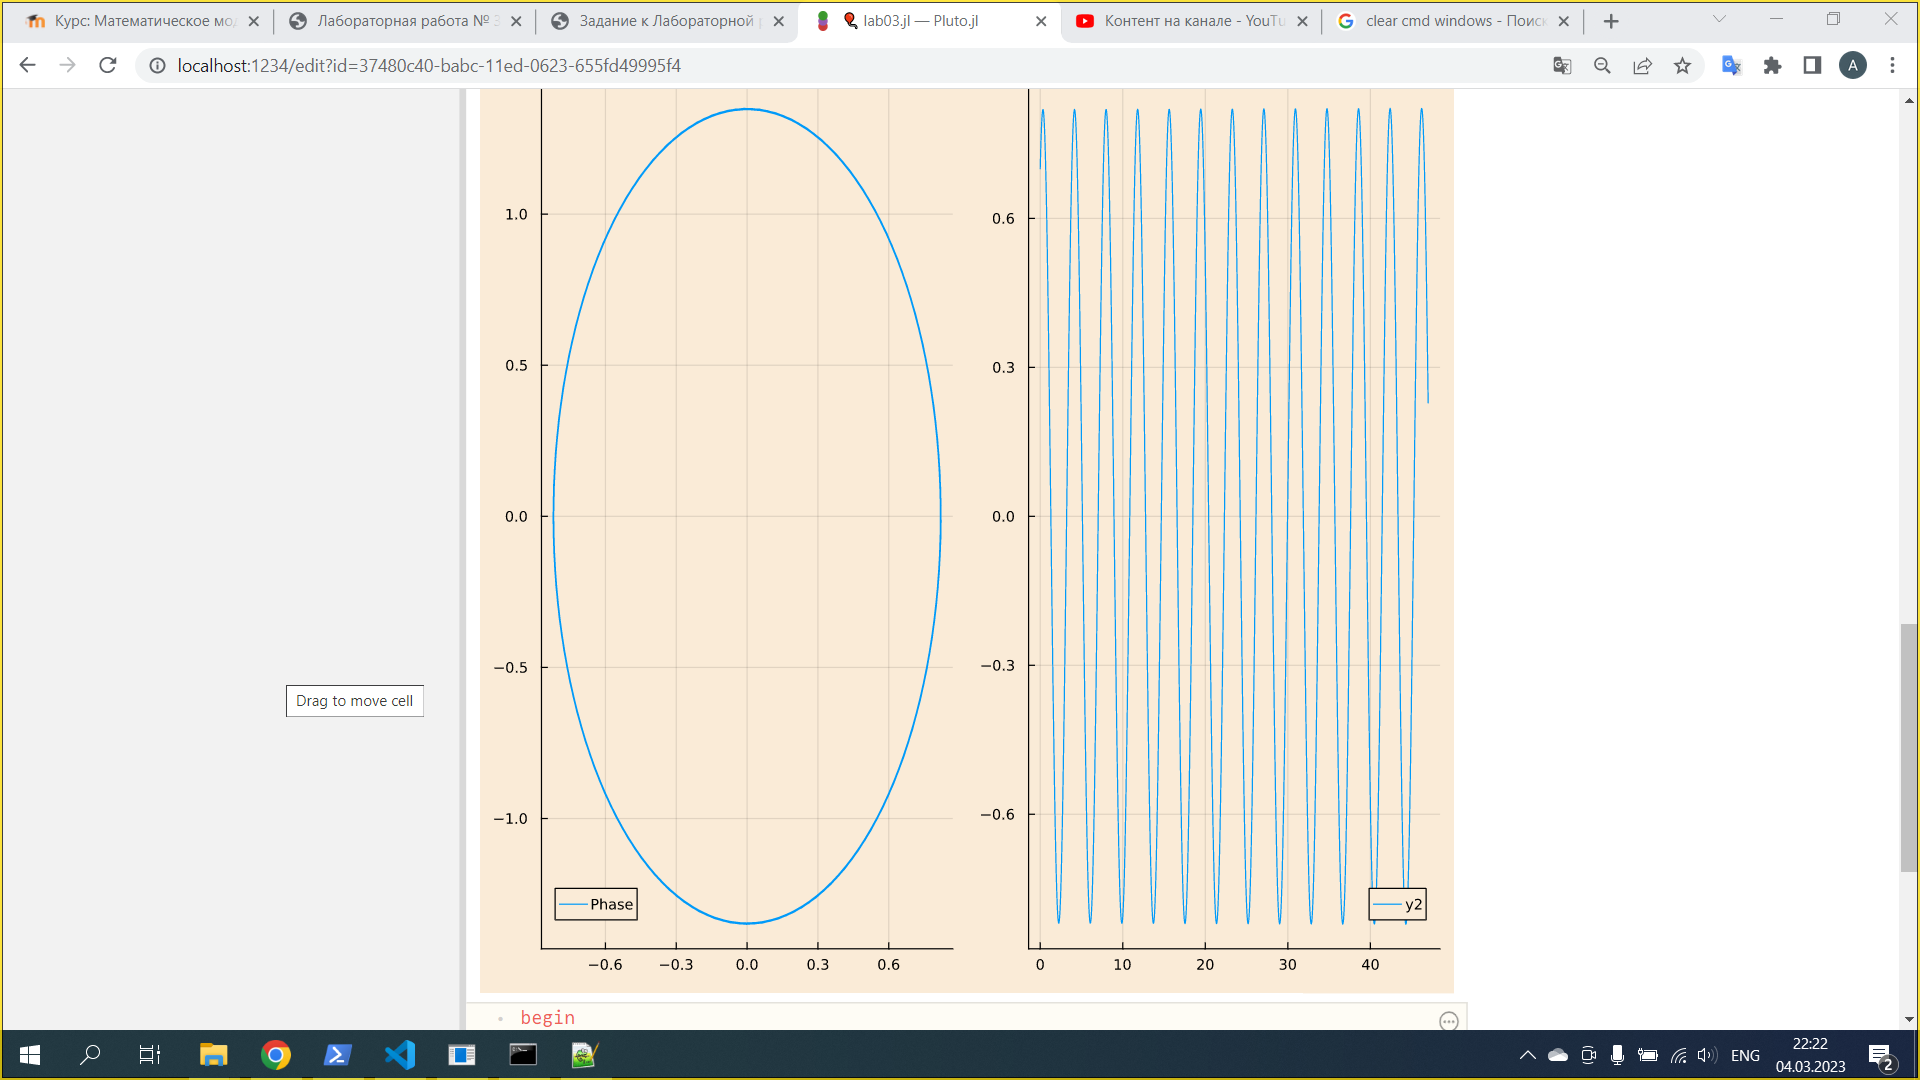 Курс: Математическое мо
Лабораторная работа №
Задание к Лабораторной
lab03.jl — Pluto.jl
Контент на канале - YouTu
clear cmd windows - Поиск
localhost:1234/edit?id=37480c40-babc-11ed-0623-655fd49995f4
A
1.0
0.5
0.0
−0.5
−1.0
Phase
−0.6 −0.3 0.0 0.3 0.6
0.6
0.3
0.0
−0.3
−0.6
y2
0 10 20 30 40
Drag to move cell
begin
ENG
22:22
04.03.2023
2